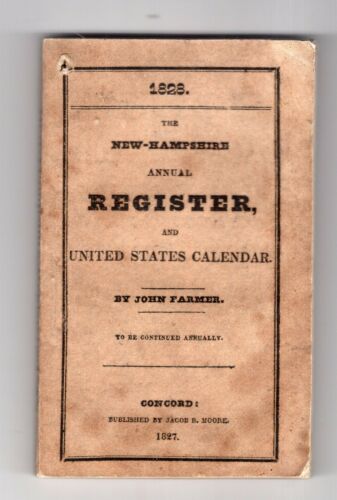 1828.
THE
NEW-HAMPSHIRE
ANNUAL
REGISTER,
AND
UNITED STATES CALENDAR.
BY JOHN FARMER.
TO BE CONTINUED ANNUALLY.
CONCORD:
PUBLISHED BY JACOB B. MOORE.
1827.